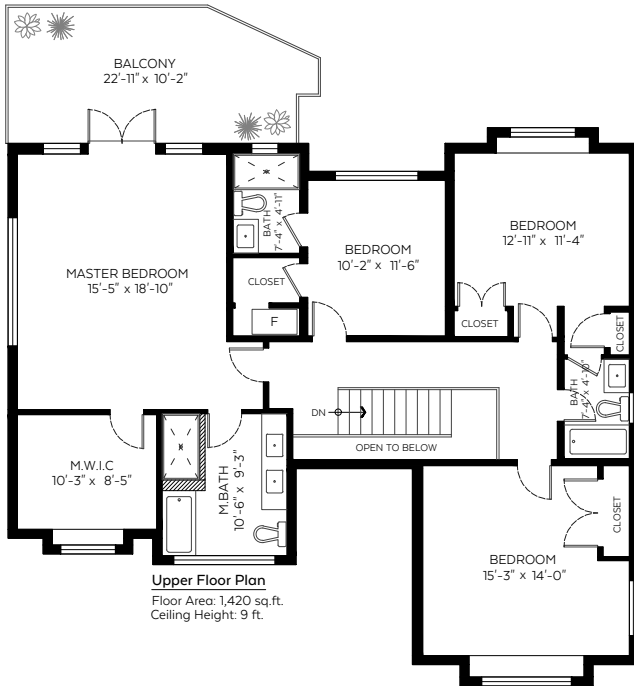 BALCONY
22'-11" x 10'-2"
BATH
7'-4" x 4'-11"
BEDROOM
12'-11" x 11'-4"
BEDROOM
10'-2" x 11'-6"
MASTER BEDROOM
15'-5" x 18'-10"
CLOSET
F
CLOSET
CLOSET
BATH
7'-4" x 4'-10"
DN
OPEN TO BELOW
M.W.I.C
10'-3" x 8'-5"
M.BATH
10'-6" x 9'-3"
CLOSET
BEDROOM
15'-3" x 14'-0"
Upper Floor Plan
Floor Area: 1,420 sq.ft.
Ceiling Height: 9 ft.